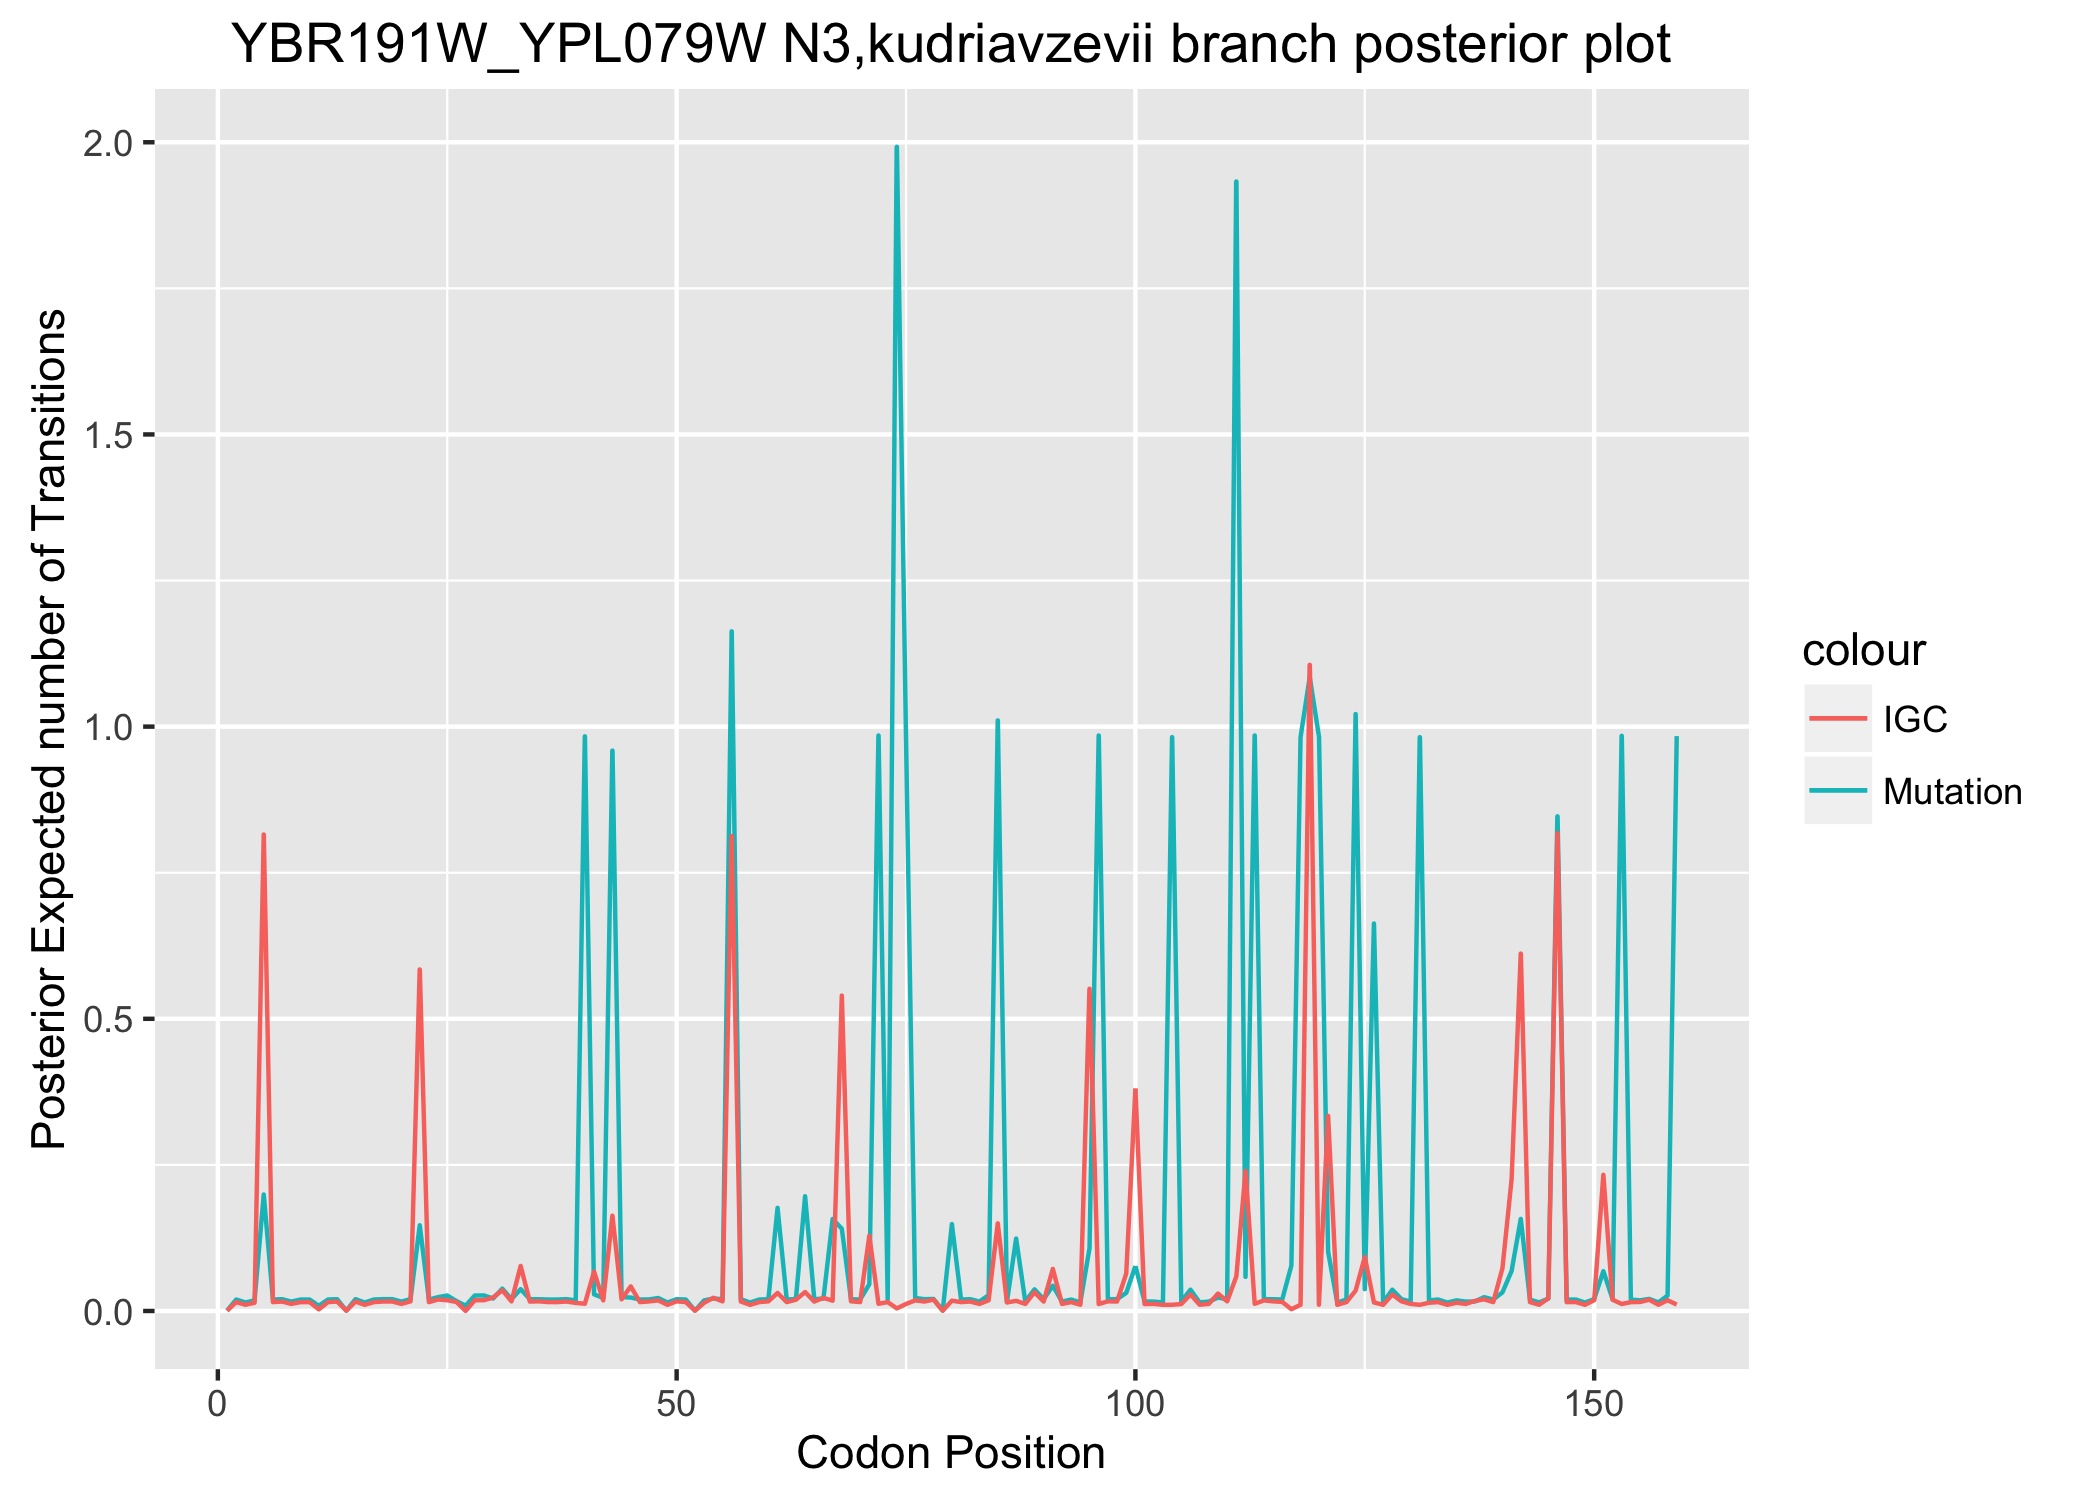 YBR191W_YPL079W N3,kudriavzevii branch posterior plot
Posterior Expected number of Transitions
2.0
1.5
1.0
0.5
0.0
0
50
100
150
Codon Position
colour
IGC
Mutation